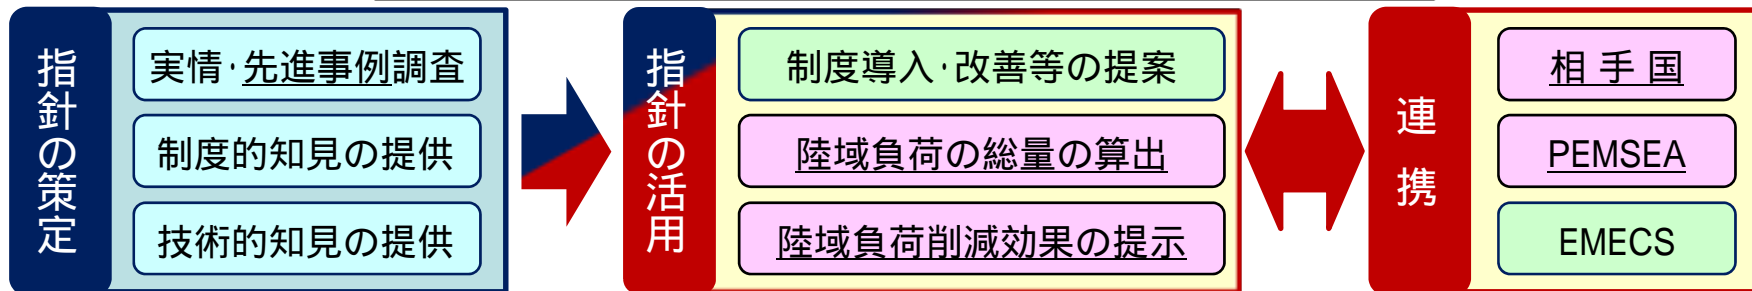 指針の策定
実情・先進事例調査
制度的知見の提供
技術的知見の提供
指針の活用
制度導入・改善等の提案
陸域負荷の総量の算出
陸域負荷削減効果の提示
連携
相手国
PEMSEA
EMECS